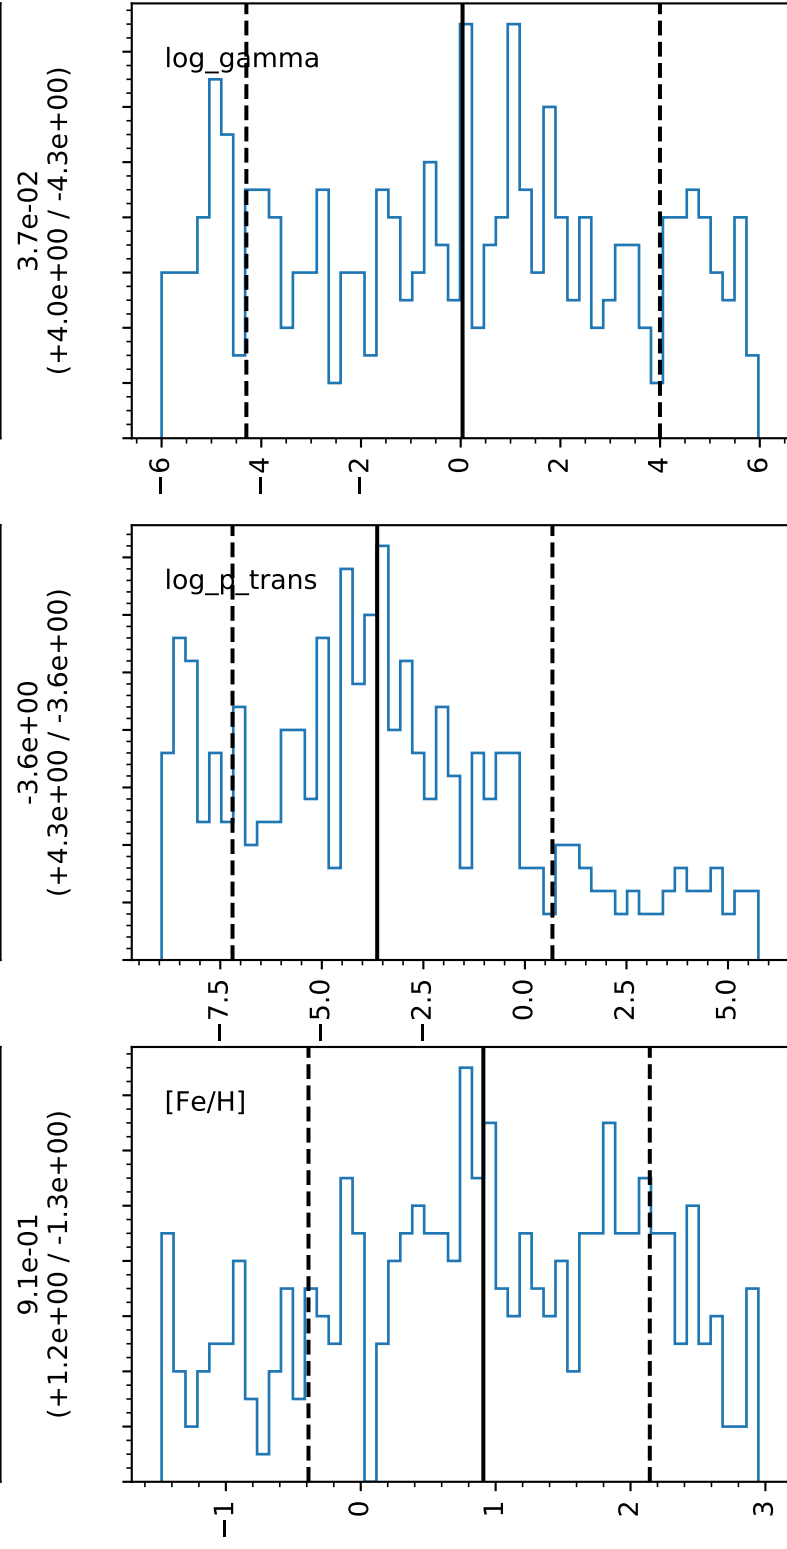 3.7e-02
(+4.0e+00 / -4.3e+00)
log_gamma
−6
−4
−2
0
2
4
6
-3.6e+00
(+4.3e+00 / -3.6e+00)
log_p_trans
−7.5
−5.0
−2.5
0.0
2.5
5.0
9.1e-01
(+1.2e+00 / -1.3e+00)
[Fe/H]
−1
0
1
2
3